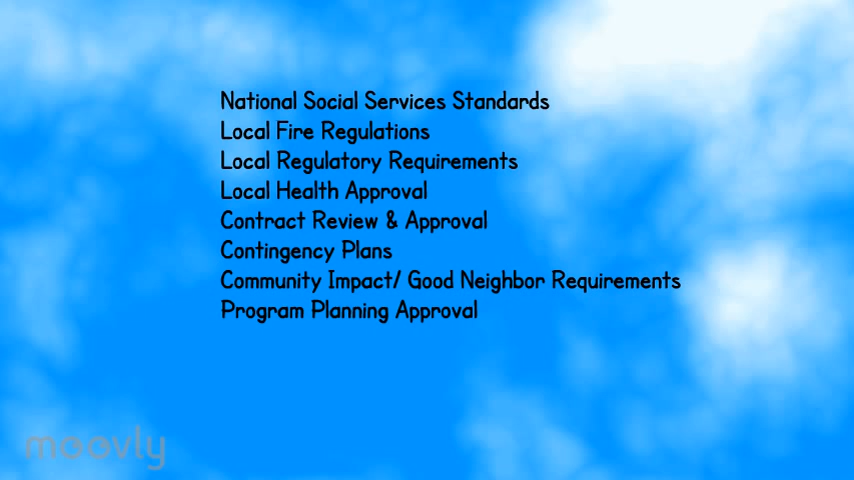 National Social Services Standards
Local Fire Regulations
Local Regulatory Requirements
Local Health Approval
Contract Review & Approval
Contingency Plans
Community Impact/ Good Neighbor Requirements
Program Planning Approval
moovly